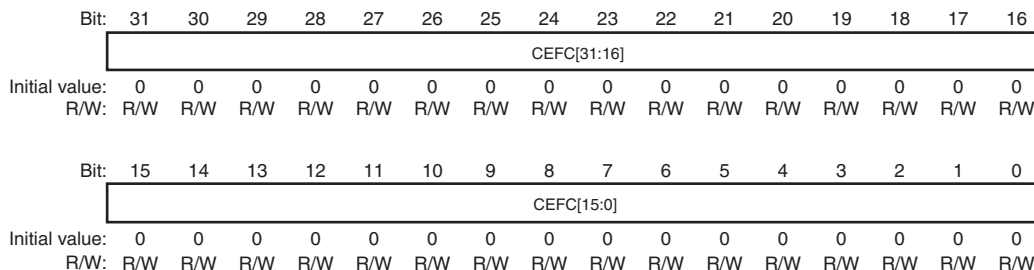 Bit: 31 30 29 28 27 26 25 24 23 22 21 20 19 18 17 16
CEFC[31:16]
Initial value: 0 0 0 0 0 0 0 0 0 0 0 0 0 0 0 0
R/W: R/W R/W R/W R/W R/W R/W R/W R/W R/W R/W R/W R/W R/W R/W R/W R/W
Bit: 15 14 13 12 11 10 9 8 7 6 5 4 3 2 1 0
CEFC[15:0]
Initial value: 0 0 0 0 0 0 0 0 0 0 0 0 0 0 0 0
R/W: R/W R/W R/W R/W R/W R/W R/W R/W R/W R/W R/W R/W R/W R/W R/W R/W